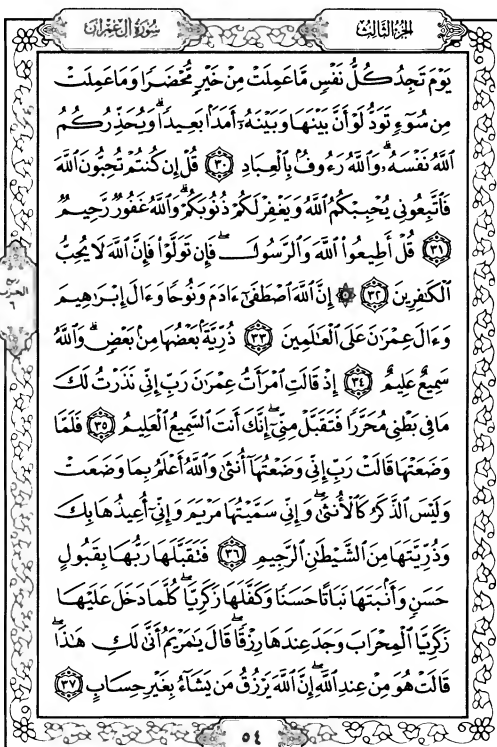 الجزء الثالث
سورة آل عمران
يَوْمَ تَجِدُ كُلُّ نَفْسٍ مَّا عَمِلَتْ مِنْ خَيْرٍ مُّحْضَرًا وَمَا عَمِلَتْ
مِن سُوٓءٍ تَوَدُّ لَوْ أَنَّ بَيْنَهَا وَبَيْنَهُۥٓ أَمَدًۢا بَعِيدًاۗ وَيُحَذِّرُكُمُ
ٱللَّهُ نَفْسَهُۥۗ وَٱللَّهُ رَءُوفُۢ بِٱلْعِبَادِ ٣٠ قُلْ إِن كُنتُمْ تُحِبُّونَ ٱللَّهَ
فَٱتَّبِعُونِى يُحْبِبْكُمُ ٱللَّهُ وَيَغْفِرْ لَكُمْ ذُنُوبَكُمْۗ وَٱللَّهُ غَفُورٌ رَّحِيمٌ
٣١ قُلْ أَطِيعُوا۟ ٱللَّهَ وَٱلرَّسُولَۖ فَإِن تَوَلَّوْا۟ فَإِنَّ ٱللَّهَ لَا يُحِبُّ
ٱلْكَٰفِرِينَ ٣٢ ۞ إِنَّ ٱللَّهَ ٱصْطَفَىٰٓ ءَادَمَ وَنُوحًا وَءَالَ إِبْرَٰهِيمَ
وَءَالَ عِمْرَٰنَ عَلَى ٱلْعَٰلَمِينَ ٣٣ ذُرِّيَّةَۢ بَعْضُهَا مِنۢ بَعْضٍۗ وَٱللَّهُ
سَمِيعٌ عَلِيمٌ ٣٤ إِذْ قَالَتِ ٱمْرَأَتُ عِمْرَٰنَ رَبِّ إِنِّى نَذَرْتُ لَكَ
مَا فِى بَطْنِى مُحَرَّرًا فَتَقَبَّلْ مِنِّىٓۖ إِنَّكَ أَنتَ ٱلسَّمِيعُ ٱلْعَلِيمُ ٣٥ فَلَمَّا
وَضَعَتْهَا قَالَتْ رَبِّ إِنِّى وَضَعْتُهَآ أُنثَىٰ وَٱللَّهُ أَعْلَمُ بِمَا وَضَعَتْ
وَلَيْسَ ٱلذَّكَرُ كَٱلْأُنثَىٰۖ وَإِنِّى سَمَّيْتُهَا مَرْيَمَ وَإِنِّىٓ أُعِيذُهَا بِكَ
وَذُرِّيَّتَهَا مِنَ ٱلشَّيْطَٰنِ ٱلرَّجِيمِ ٣٦ فَتَقَبَّلَهَا رَبُّهَا بِقَبُولٍ
حَسَنٍ وَأَنۢبَتَهَا نَبَاتًا حَسَنًا وَكَفَّلَهَا زَكَرِيَّاۖ كُلَّمَا دَخَلَ عَلَيْهَا
زَكَرِيَّا ٱلْمِحْرَابَ وَجَدَ عِندَهَا رِزْقًاۖ قَالَ يَٰمَرْيَمُ أَنَّىٰ لَكِ هَٰذَاۖ
قَالَتْ هُوَ مِنْ عِندِ ٱللَّهِۖ إِنَّ ٱللَّهَ يَرْزُقُ مَن يَشَآءُ بِغَيْرِ حِسَابٍ ٣٧
٥٤